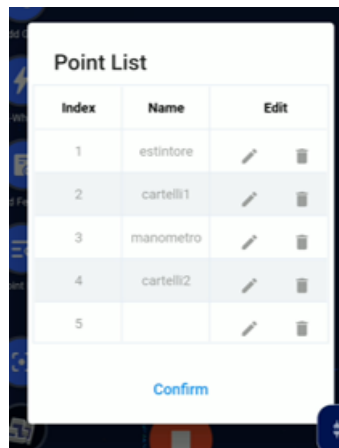 Point List
Index Name Edit
1 estintore
2 cartelli1
3 manometro
4 cartelli2
5
Confirm